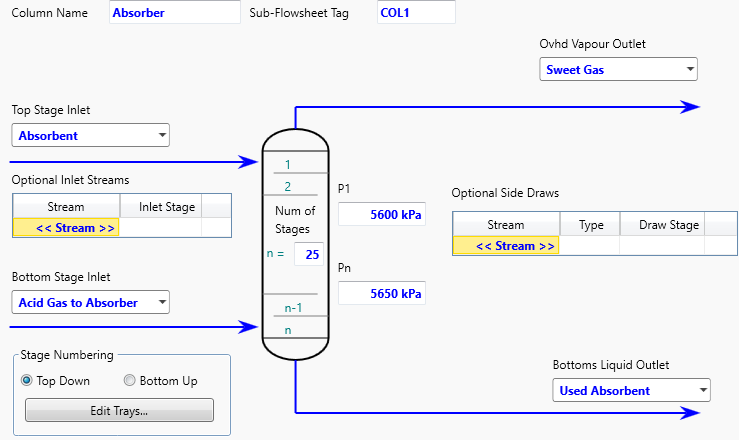 Column Name Absorber Sub-Flowsheet Tag COL1
Ovhd Vapour Outlet
Sweet Gas
Top Stage Inlet
Absorbent
Optional Inlet Streams
Stream Inlet Stage
<< Stream >>
1
2
Num of
Stages
n = 25
n-1
n
P1
5600 kPa
Pn
5650 kPa
Optional Side Draws
Stream Type Draw Stage
<< Stream >>
Bottom Stage Inlet
Acid Gas to Absorber
Stage Numbering
Top Down Bottom Up
Edit Trays...
Bottoms Liquid Outlet
Used Absorbent